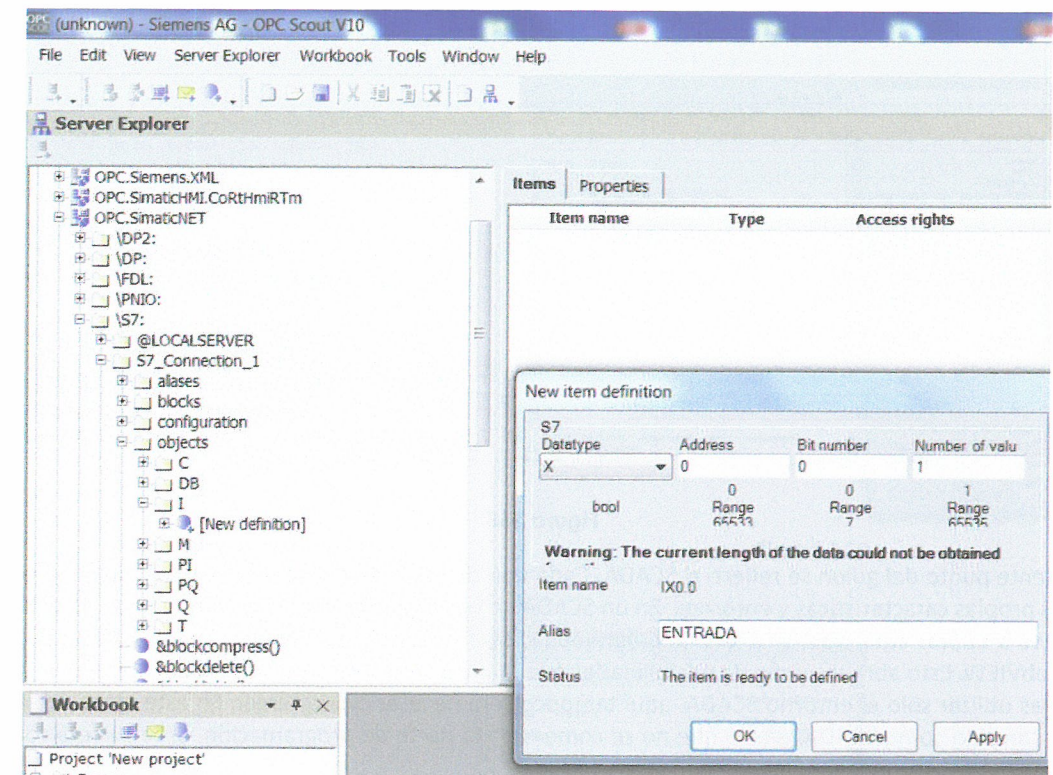 (unknown) - Siemens AG - OPC Scout V10
File Edit View Server Explorer Workbook Tools Window Help
Server Explorer
OPC.Siemens.XML
OPC.SimaticHMI.CoRtHmiRTm
OPC.SimaticNET
\DP2:
\DP:
\FDL:
\PNIO:
\S7:
@LOCALSERVER
S7_Connection_1
aliases
blocks
configuration
objects
C
DB
I
[New definition]
M
PI
PQ
Q
T
&blockcompress()
&blockdelete()
Items Properties
Item name Type Access rights
New item definition
S7
Datatype Address Bit number Number of valu
X 0 0 1
0 0 1
bool Range Range Range
65533 7 65535
Warning: The current length of the data could not be obtained
Item name IX0.0
Alias ENTRADA
Status The item is ready to be defined
OK Cancel Apply
Workbook
Project 'New project'